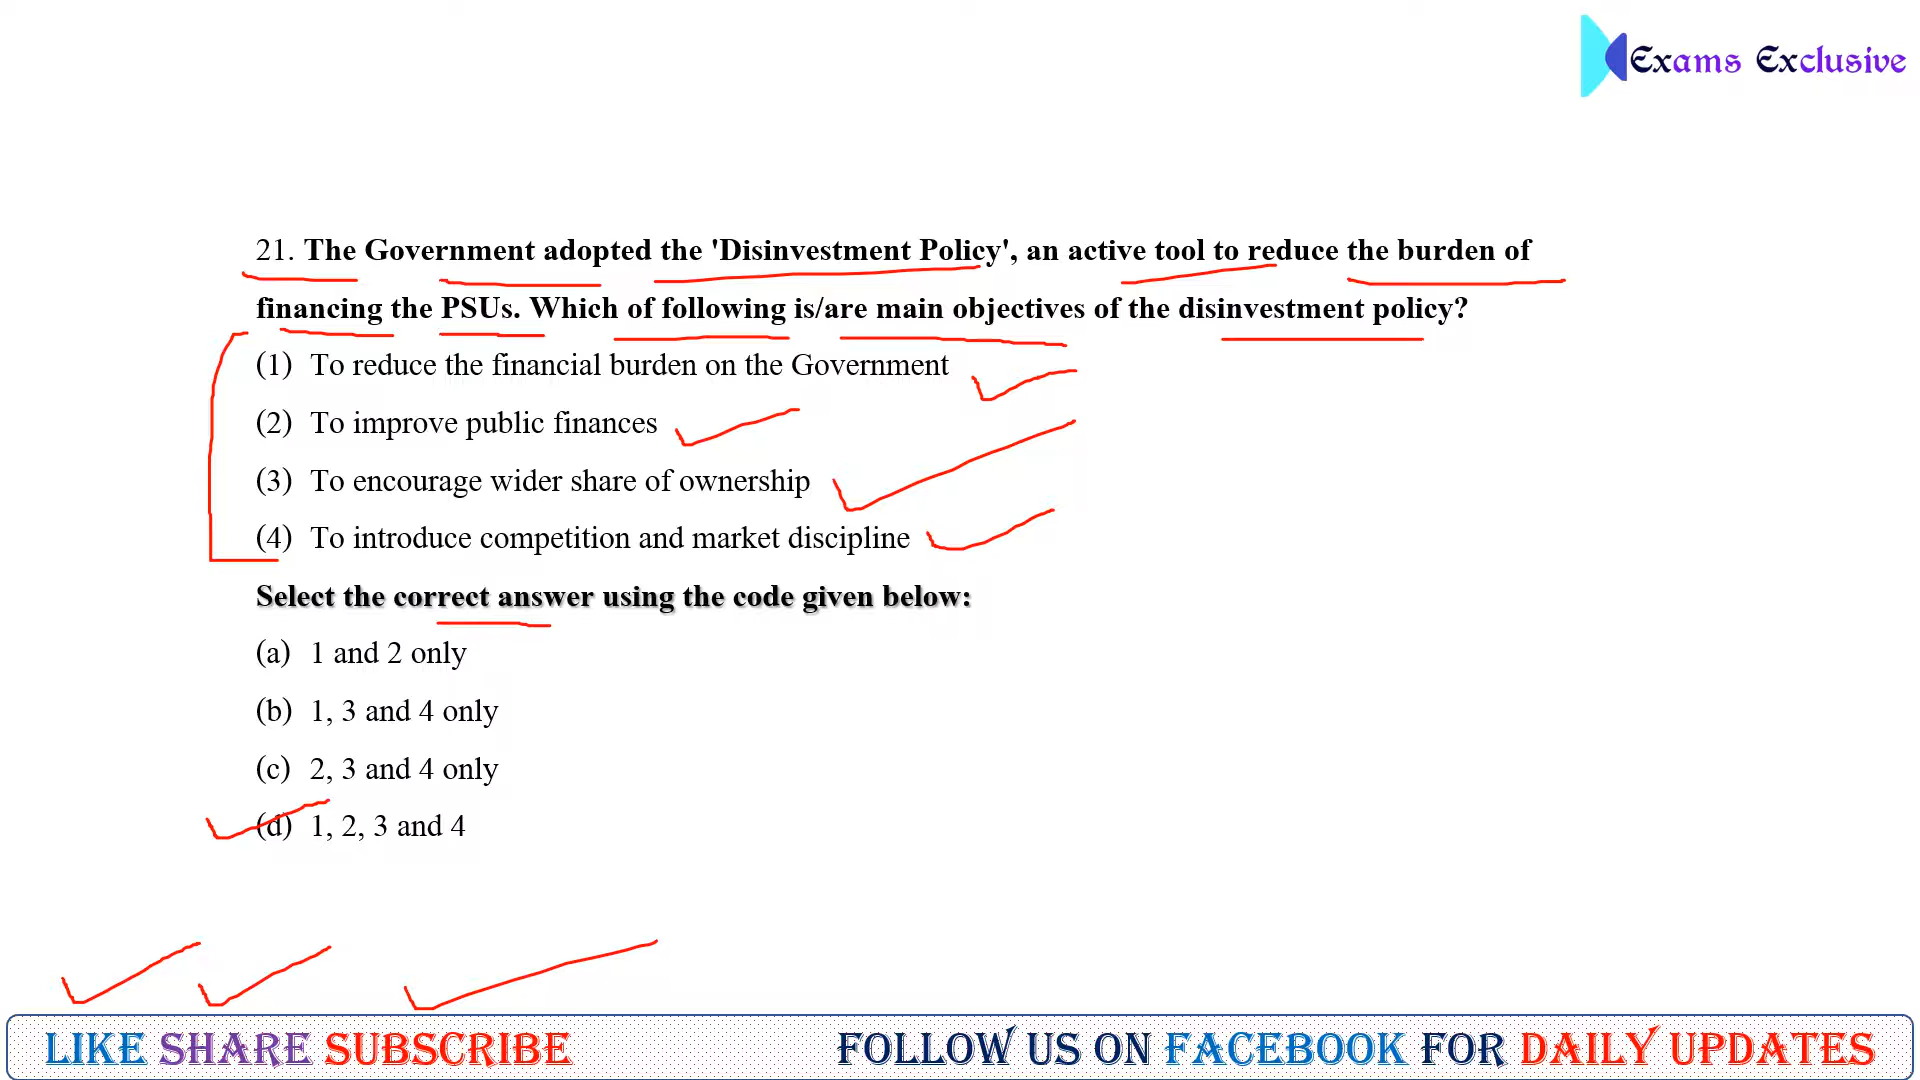 Exams Exclusive
21. The Government adopted the 'Disinvestment Policy', an active tool to reduce the burden of
financing the PSUs. Which of following is/are main objectives of the disinvestment policy?
(1) To reduce the financial burden on the Government
(2) To improve public finances
(3) To encourage wider share of ownership
(4) To introduce competition and market discipline
Select the correct answer using the code given below:
(a) 1 and 2 only
(b) 1, 3 and 4 only
(c) 2, 3 and 4 only
(d) 1, 2, 3 and 4
LIKE SHARE SUBSCRIBE FOLLOW US ON FACEBOOK FOR DAILY UPDATES